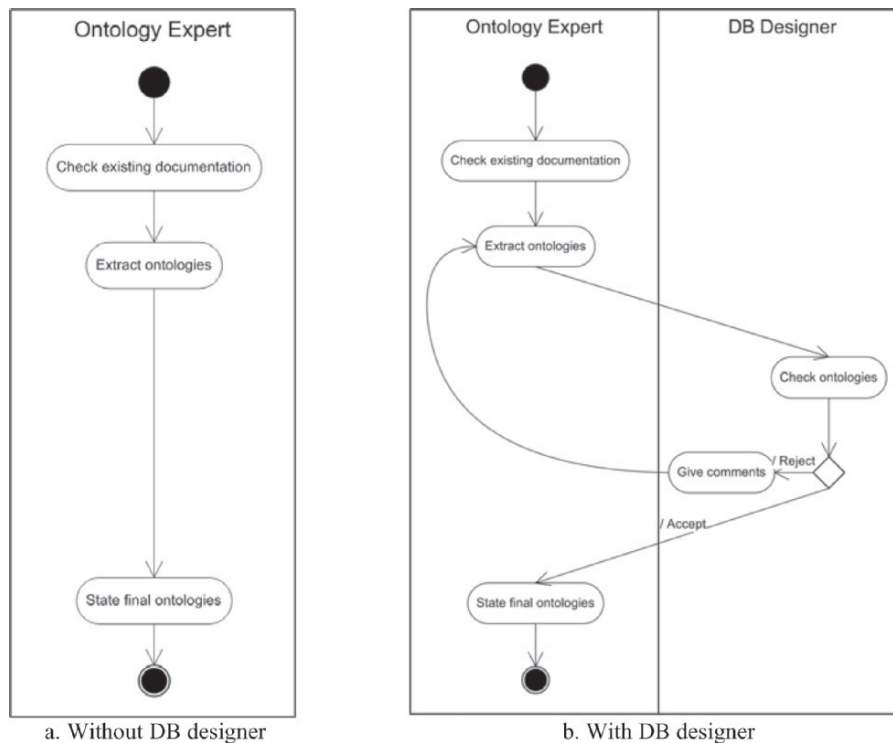 Ontology Expert
Check existing documentation
Extract ontologies
State final ontologies
a. Without DB designer
Ontology Expert
DB Designer
Check existing documentation
Extract ontologies
Check ontologies
/ Reject
Give comments
/ Accept
State final ontologies
b. With DB designer